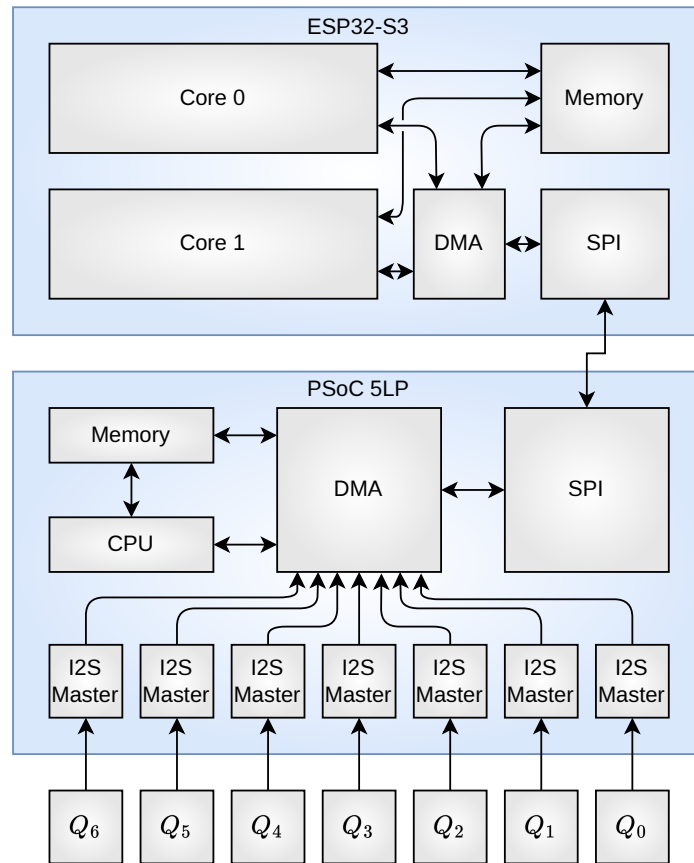 ESP32-S3
Core 0
Memory
Core 1
DMA
SPI
PSoC 5LP
Memory
DMA
SPI
CPU
I2S
Master
I2S
Master
I2S
Master
I2S
Master
I2S
Master
I2S
Master
I2S
Master
Q₆
Q₅
Q₄
Q₃
Q₂
Q₁
Q₀